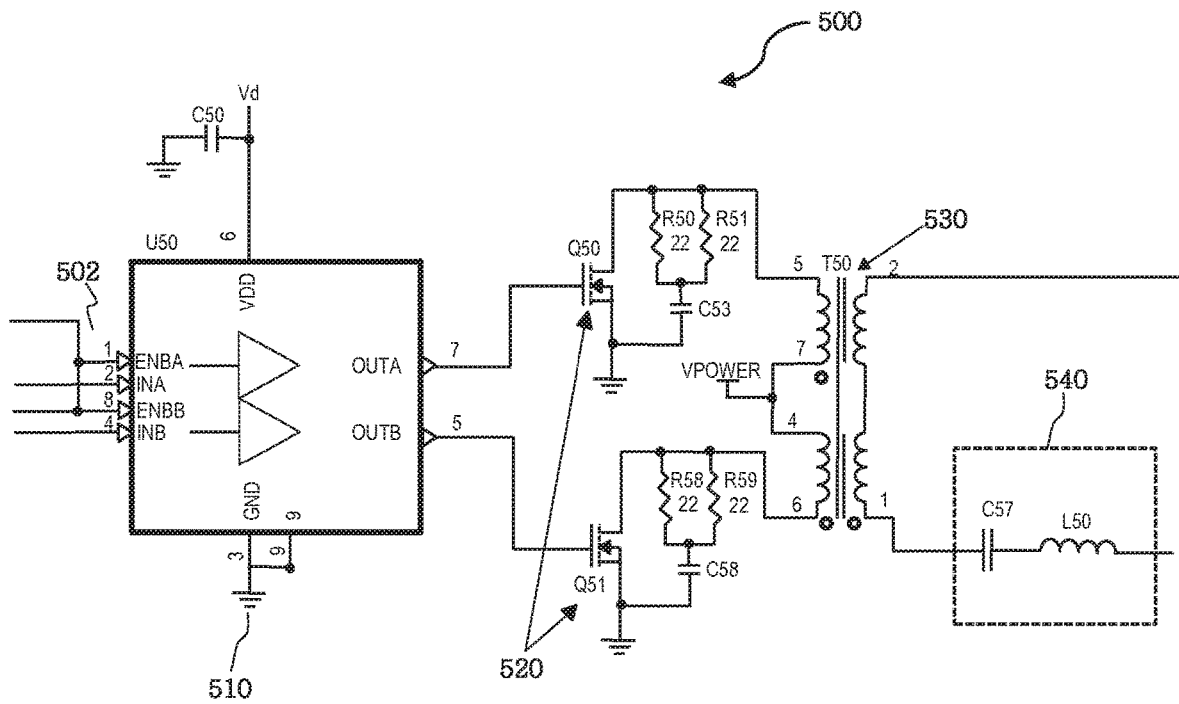 500
Vd
C50
U50
6
VDD
502
1 ENBA
2 INA
8 ENBB
4 INB
OUTA 7
OUTB 5
GND
9
3
9
510
Q50
R50
22
R51
22
C53
Q51
R58
22
R59
22
C58
520
VPOWER
5
7
4
6
T50
530
2
1
540
C57
L50